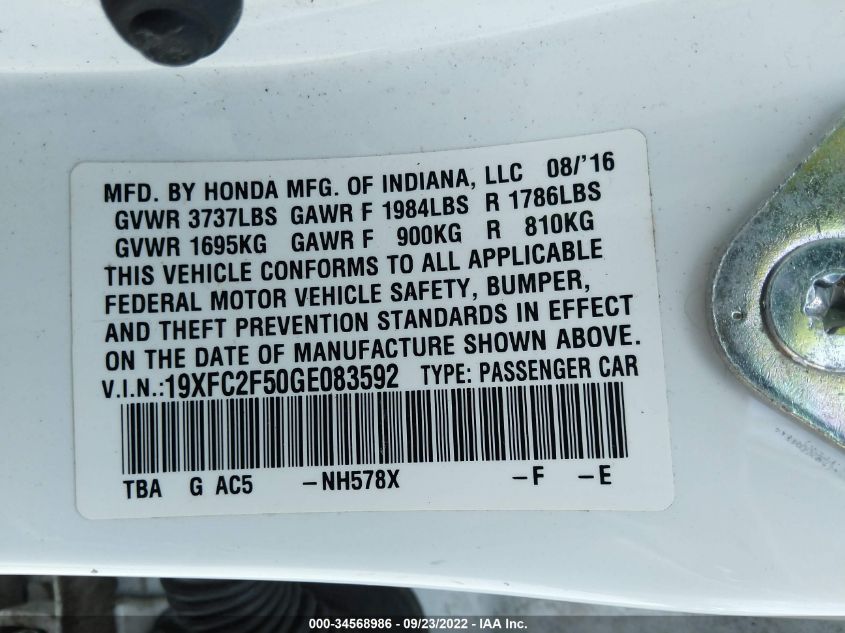 MFD. BY HONDA MFG. OF INDIANA, LLC 08/'16
GVWR 3737LBS GAWR F 1984LBS R 1786LBS
GVWR 1695KG GAWR F 900KG R 810KG
THIS VEHICLE CONFORMS TO ALL APPLICABLE
FEDERAL MOTOR VEHICLE SAFETY, BUMPER,
AND THEFT PREVENTION STANDARDS IN EFFECT
ON THE DATE OF MANUFACTURE SHOWN ABOVE.
V.I.N.:19XFC2F50GE083592 TYPE: PASSENGER CAR
TBA G AC5 -NH578X -F -E
000-34568986 - 09/23/2022 - IAA Inc.